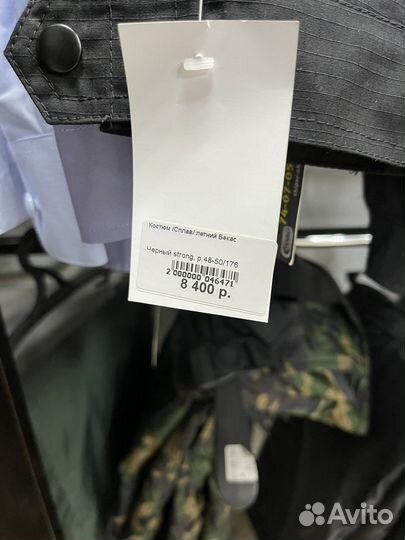 Костюм /Сплав/ летний Бекас
Черный strong, р.48-50/176
2 000000 046471
8 400 р.
74-07-05
Avito